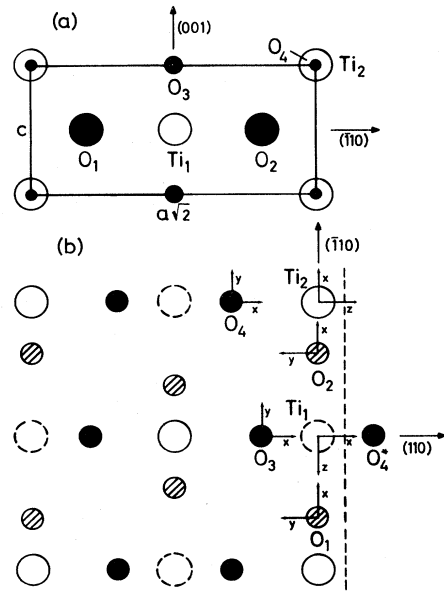 (a)
(001)
O₄
Ti₂
O₃
c
O₁
Ti₁
O₂
(1̄10)
a√2
(b)
(1̄10)
y
x
O₄
Ti₂
x
z
x
y
O₂
Ti₁
y
x
O₃
x
z
O₄*
(110)
x
y
O₁